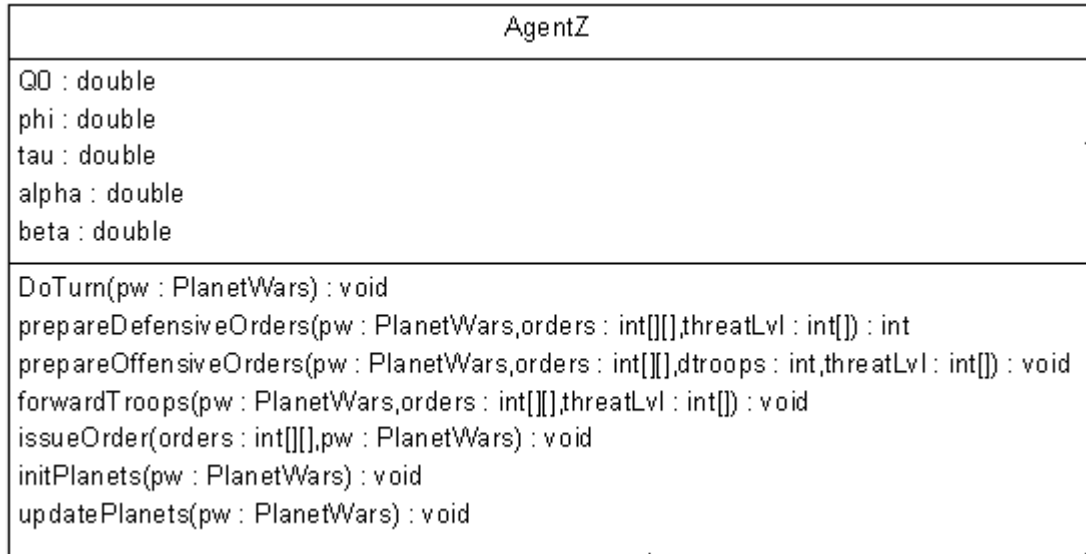 AgentZ
Q0 : double
phi : double
tau : double
alpha : double
beta : double
DoTurn(pw : PlanetWars) : void
prepareDefensiveOrders(pw : PlanetWars,orders : int[][],threatLvl : int[]) : int
prepareOffensiveOrders(pw : PlanetWars,orders : int[][],dtroops : int,threatLvl : int[]) : void
forwardTroops(pw : PlanetWars,orders : int[][],threatLvl : int[]) : void
issueOrder(orders : int[][],pw : PlanetWars) : void
initPlanets(pw : PlanetWars) : void
updatePlanets(pw : PlanetWars) : void